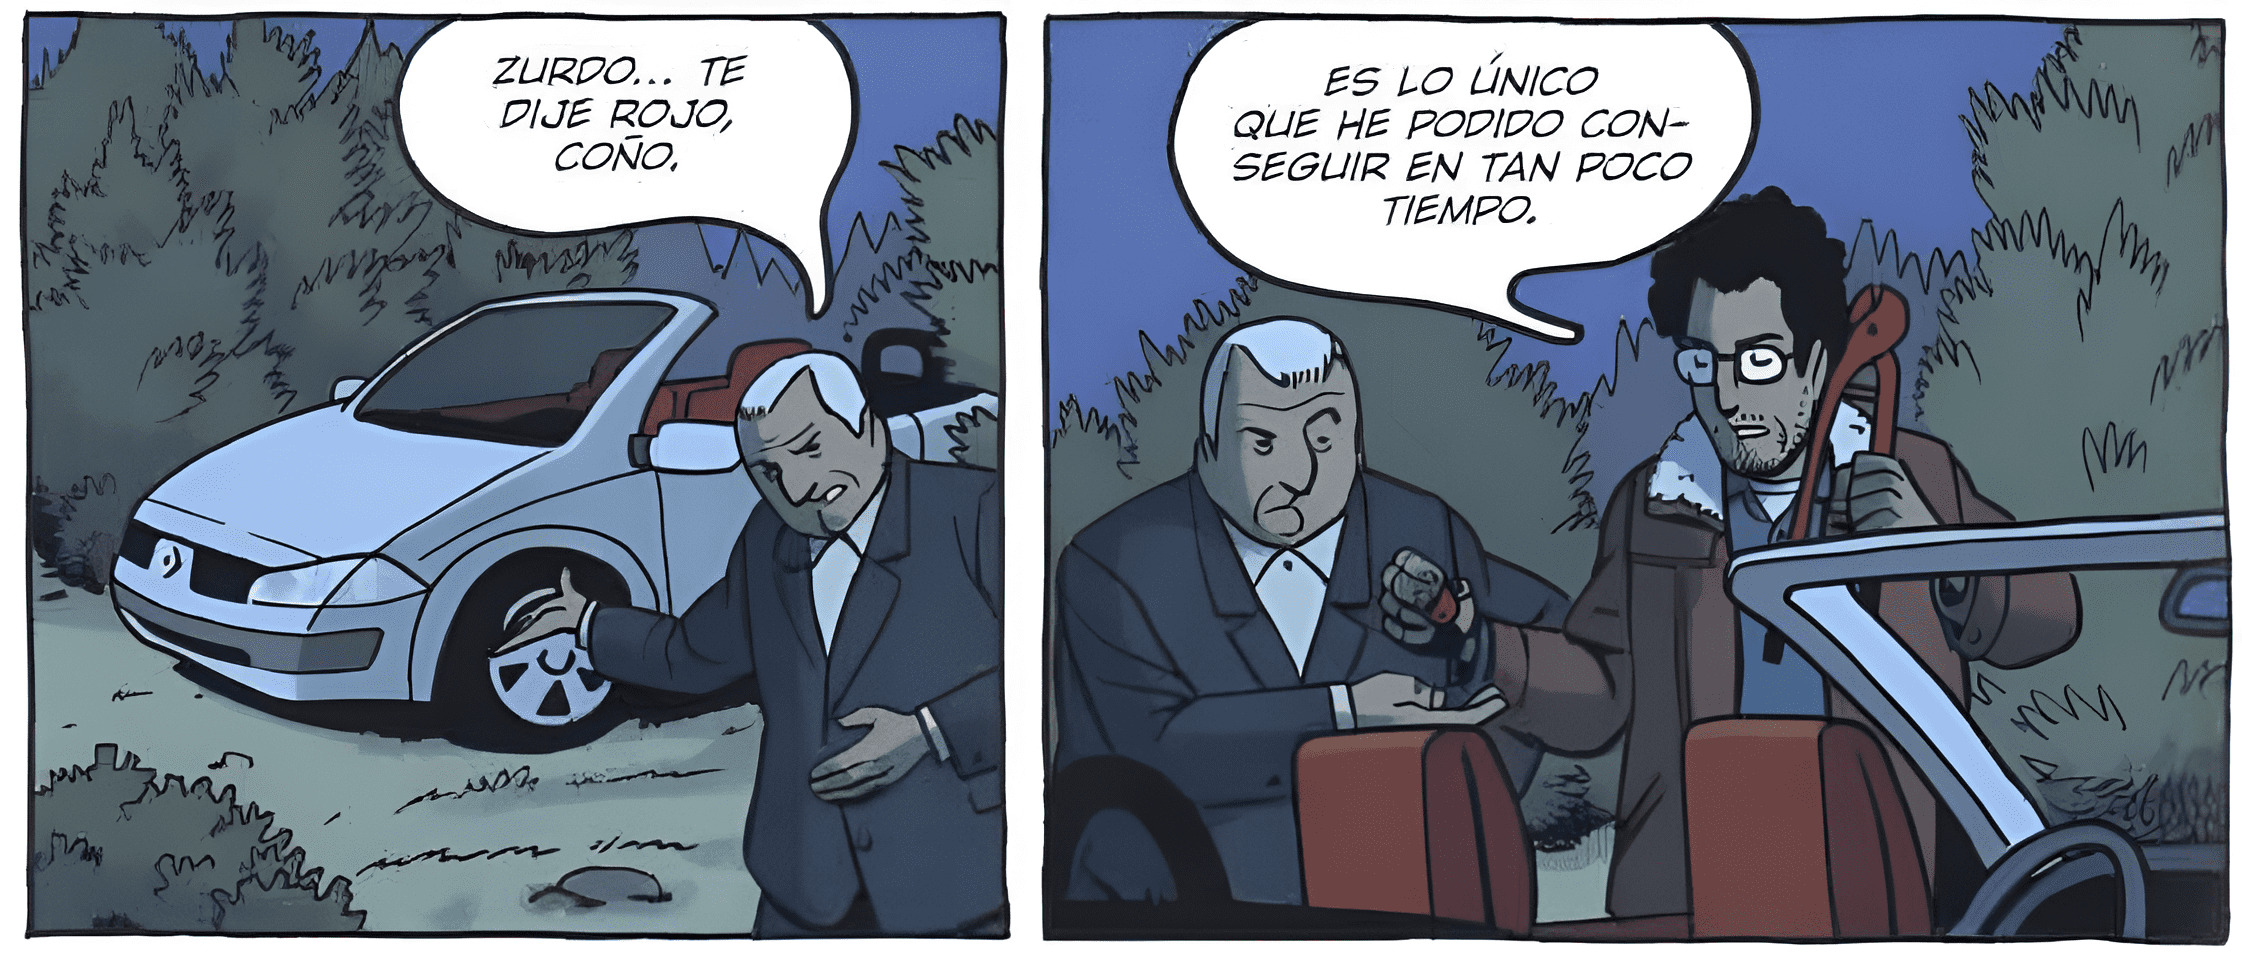 ZURDO... TE
DIJE ROJO,
COÑO.
ES LO ÚNICO
QUE HE PODIDO CON-
SEGUIR EN TAN POCO
TIEMPO.